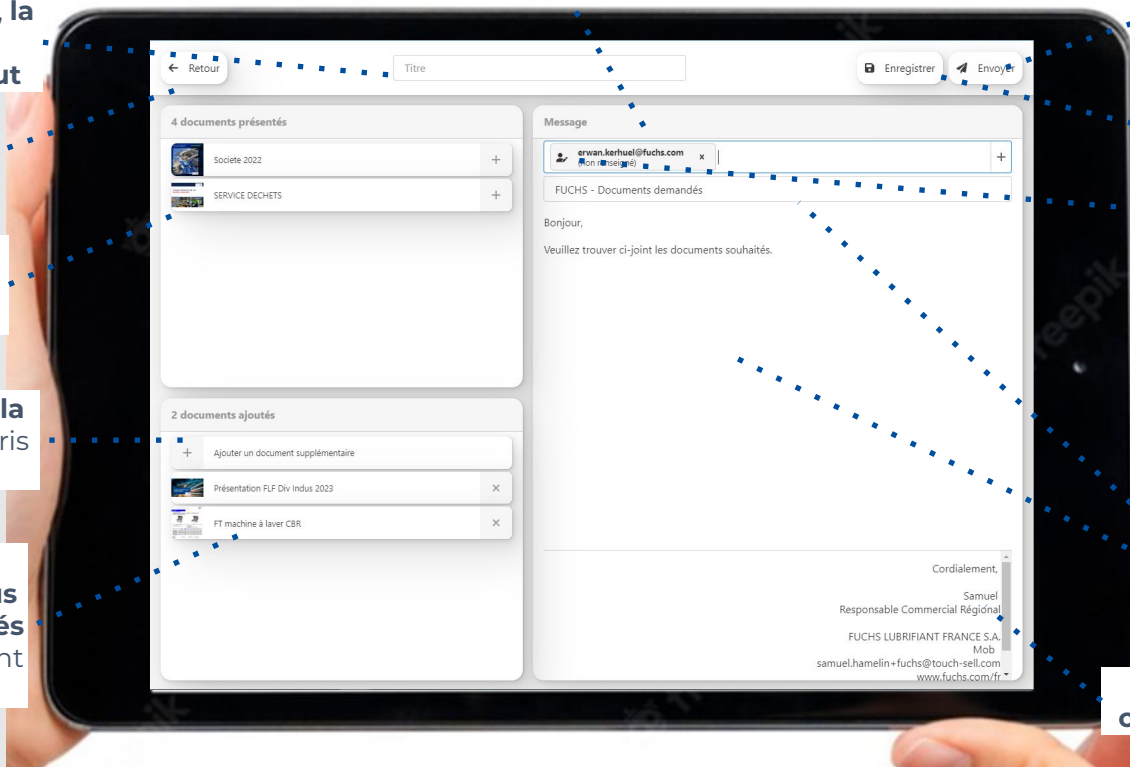 , la
ut
la
ris
us
és
nt
c
← Retour
Titre
Enregistrer
Envoyer
4 documents présentés
Societe 2022
+
SERVICE DECHETS
+
2 documents ajoutés
+ Ajouter un document supplémentaire
Présentation FLF Div Indus 2023
×
FT machine à laver CBR
×
Message
erwan.kerhuel@fuchs.com x
(non renseigné)
+
FUCHS - Documents demandés
Bonjour,
Veuillez trouver ci-joint les documents souhaités.
Cordialement,
Samuel
Responsable Commercial Régional
FUCHS LUBRIFIANT FRANCE S.A.
Mob
samuel.hamelin+fuchs@touch-sell.com
www.fuchs.com/fr
reepik